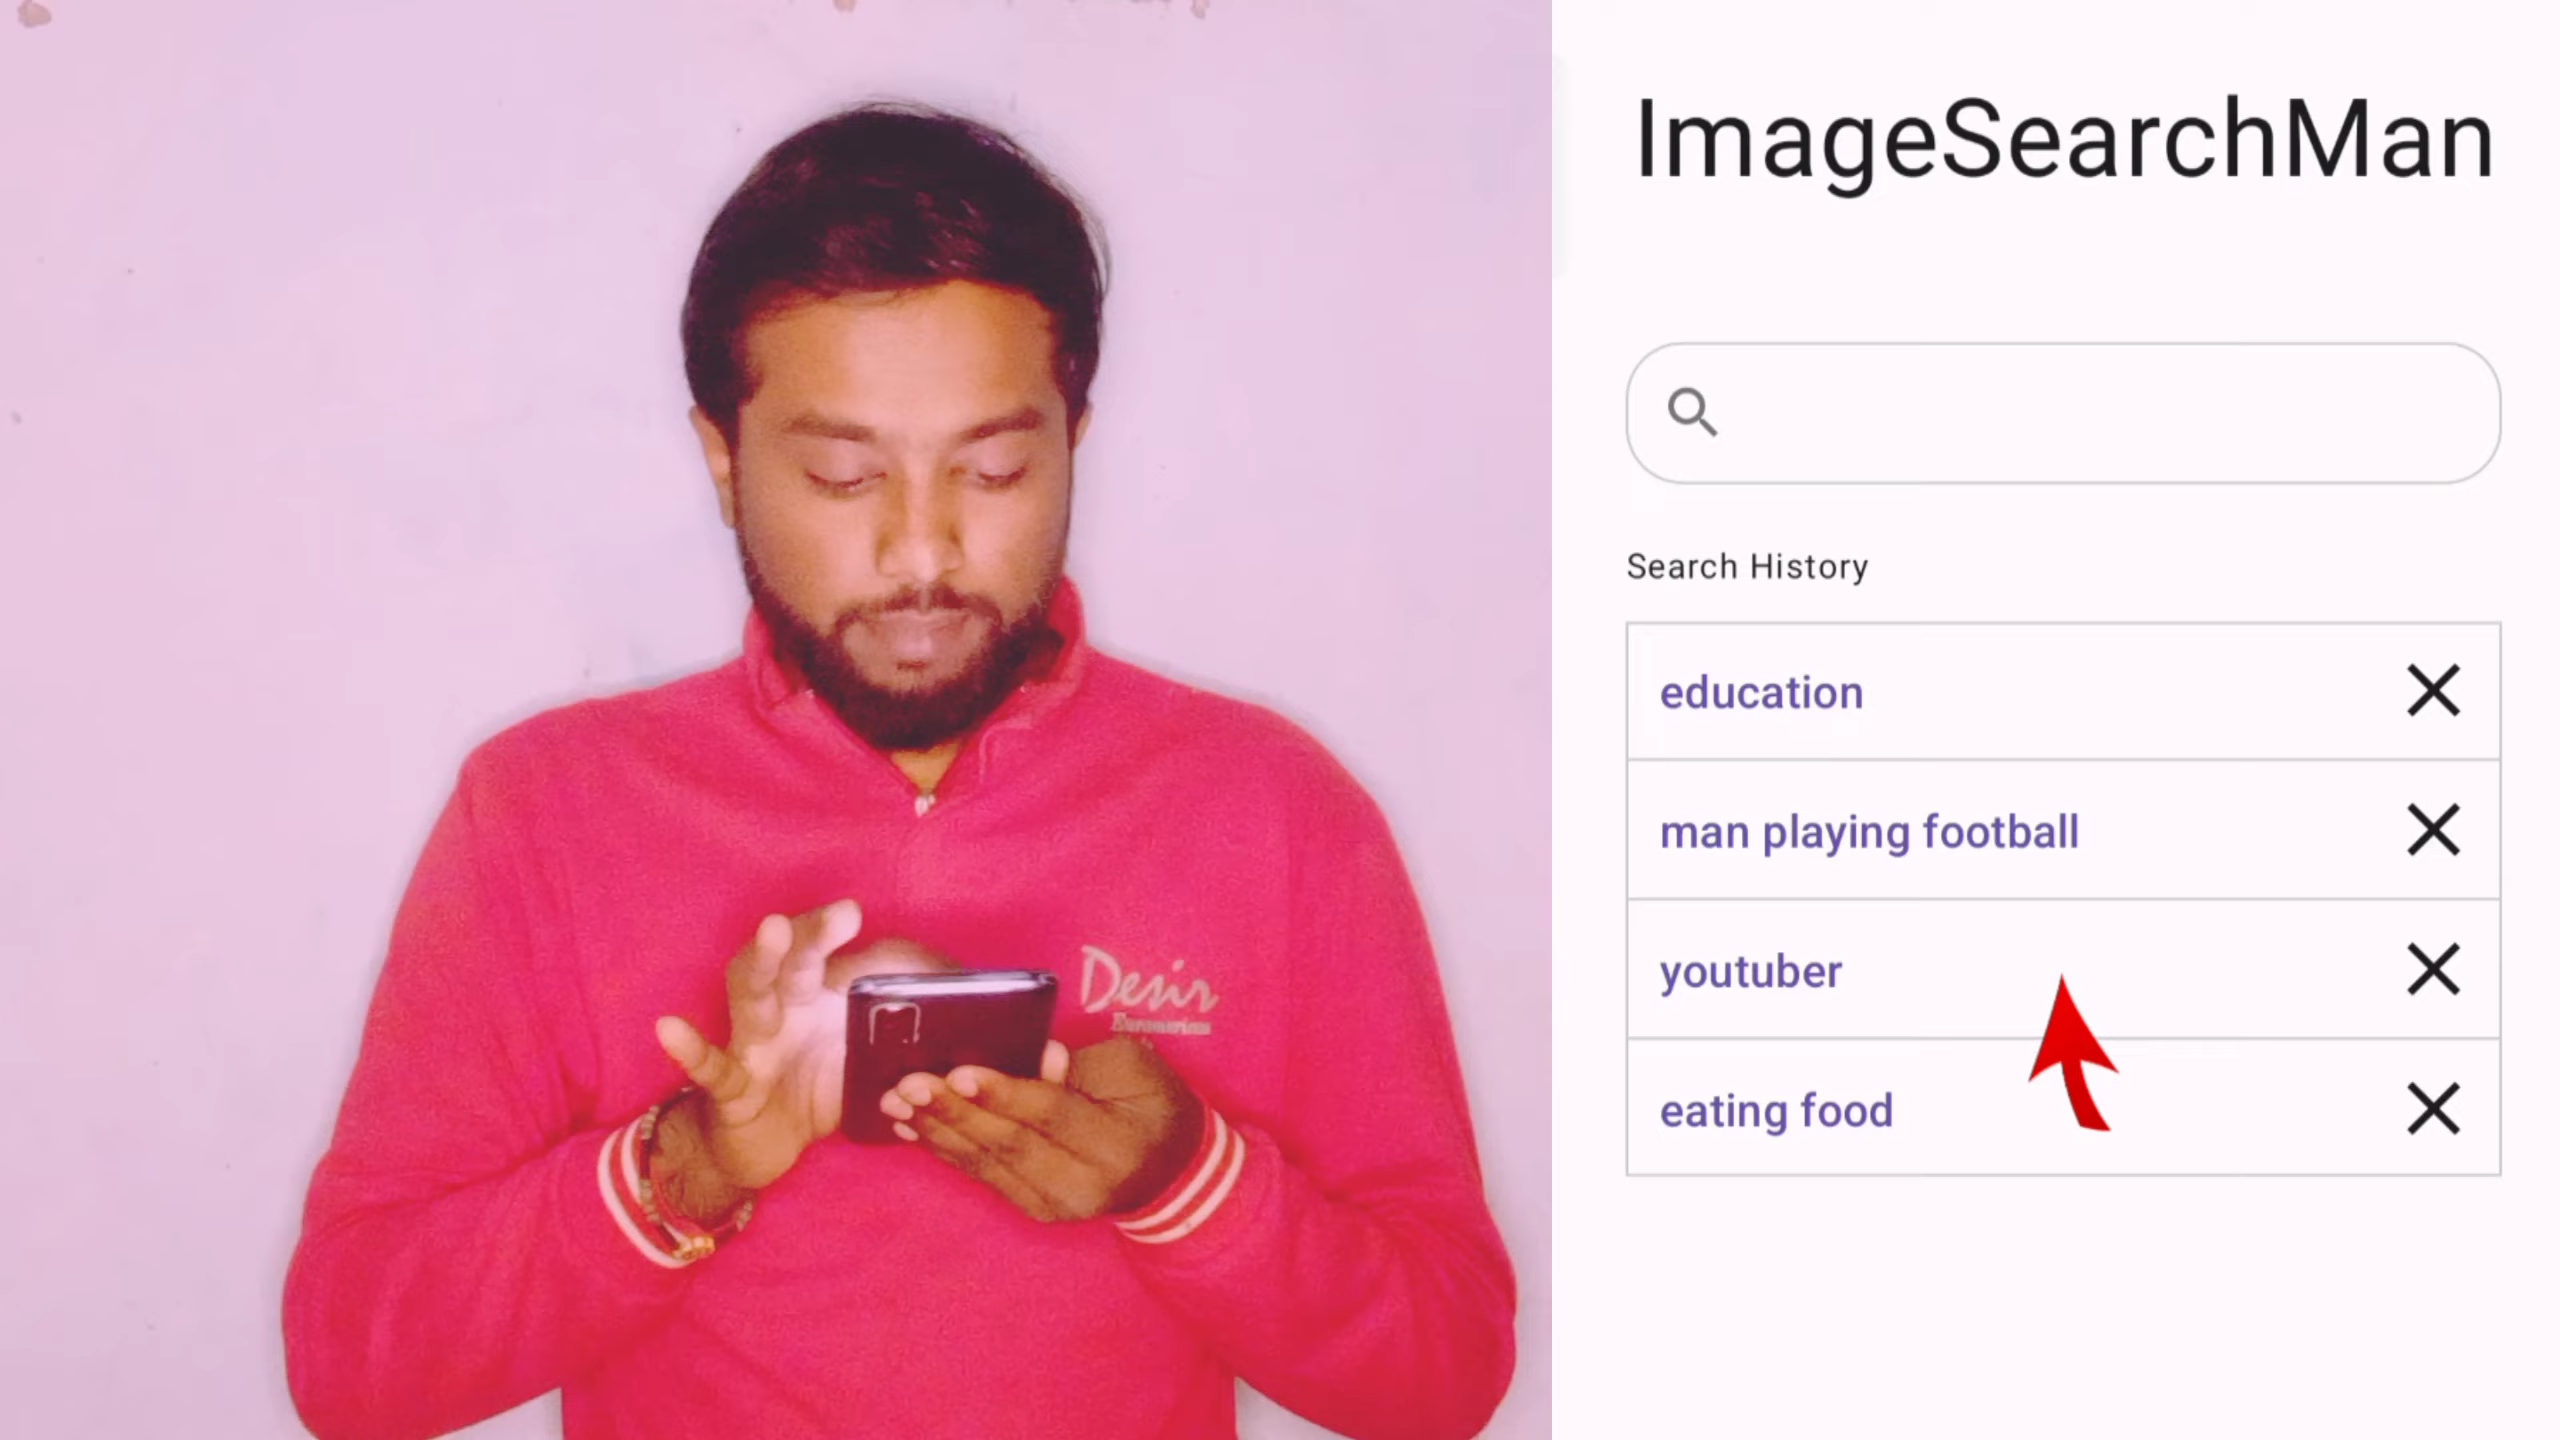 ImageSearchMan
Search History
education
man playing football
youtuber
eating food
Desir